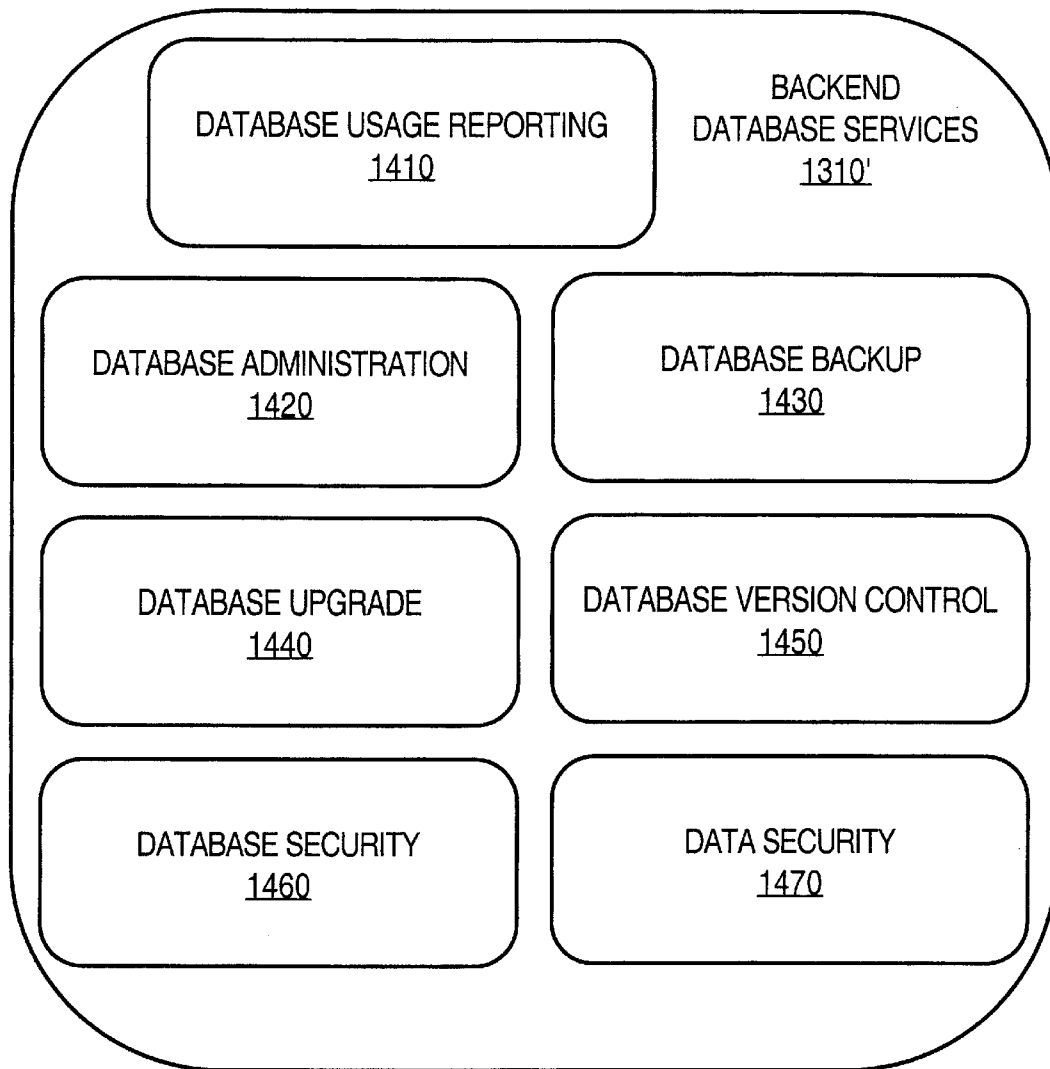 DATABASE USAGE REPORTING
1410
BACKEND
DATABASE SERVICES
1310'
DATABASE ADMINISTRATION
1420
DATABASE BACKUP
1430
DATABASE UPGRADE
1440
DATABASE VERSION CONTROL
1450
DATABASE SECURITY
1460
DATA SECURITY
1470